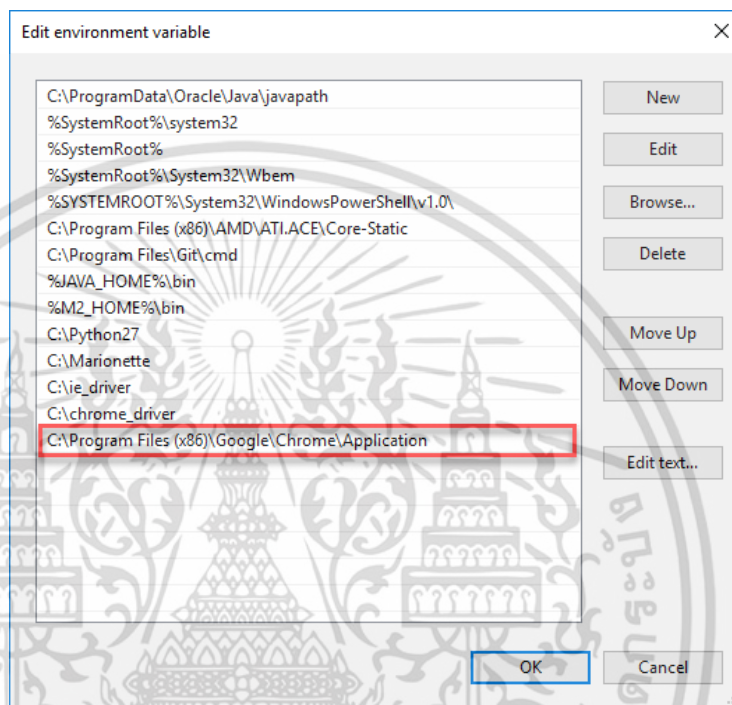 Edit environment variable
C:\ProgramData\Oracle\Java\javapath
%SystemRoot%\system32
%SystemRoot%
%SystemRoot%\System32\Wbem
%SYSTEMROOT%\System32\WindowsPowerShell\v1.0\
C:\Program Files (x86)\AMD\ATI.ACE\Core-Static
C:\Program Files\Git\cmd
%JAVA_HOME%\bin
%M2_HOME%\bin
C:\Python27
C:\Marionette
C:\ie_driver
C:\chrome_driver
C:\Program Files (x86)\Google\Chrome\Application
New
Edit
Browse...
Delete
Move Up
Move Down
Edit text...
OK
Cancel